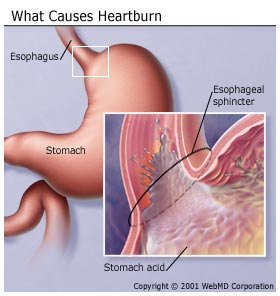 What Causes Heartburn
Esophagus
Esophageal
sphincter
Stomach
Stomach acid
Copyright © 2001 WebMD Corporation